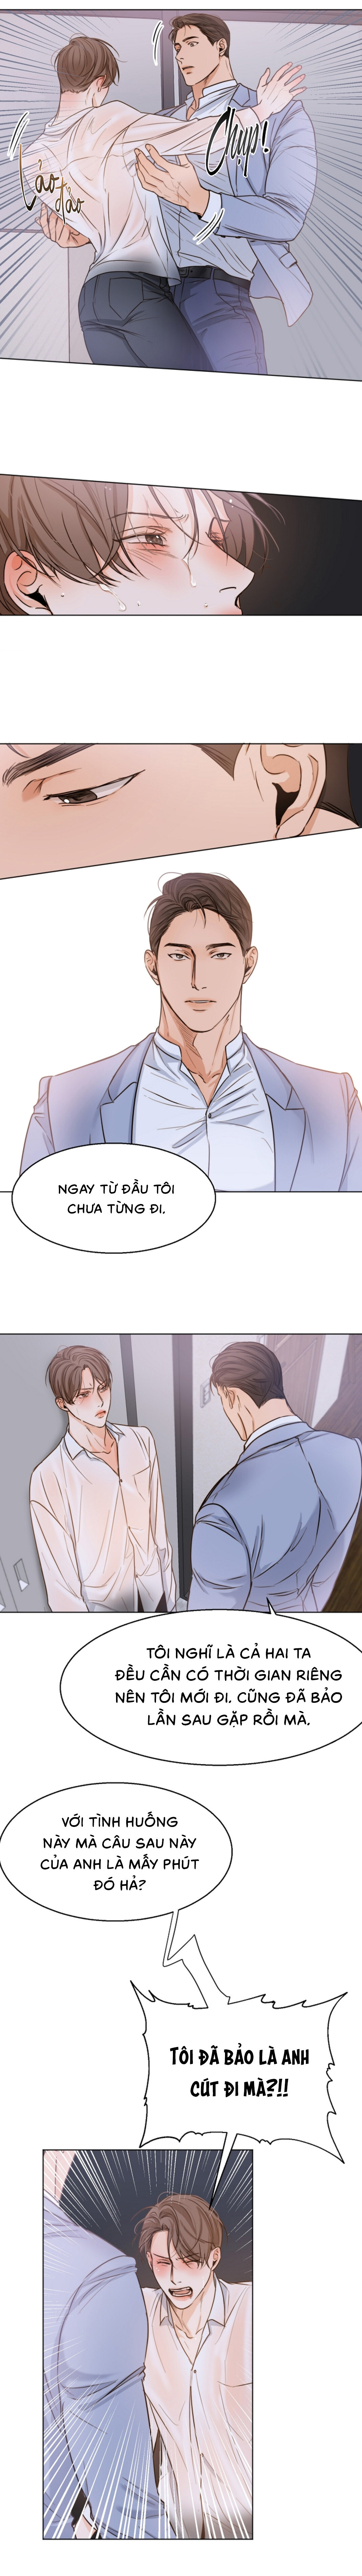 Chụp!
Lảo
đảo
NGAY TỪ ĐẦU TÔI
CHƯA TỪNG ĐI.
TÔI NGHĨ LÀ CẢ HAI TA
ĐỀU CẦN CÓ THỜI GIAN RIÊNG
NÊN TÔI MỚI ĐI. CŨNG ĐÃ BẢO
LẦN SAU GẶP RỒI MÀ.
VỚI TÌNH HUỐNG
NÀY MÀ CÂU SAU NÀY
CỦA ANH LÀ MẤY PHÚT
ĐÓ HẢ?
TÔI ĐÃ BẢO LÀ ANH
CÚT ĐI MÀ?!!